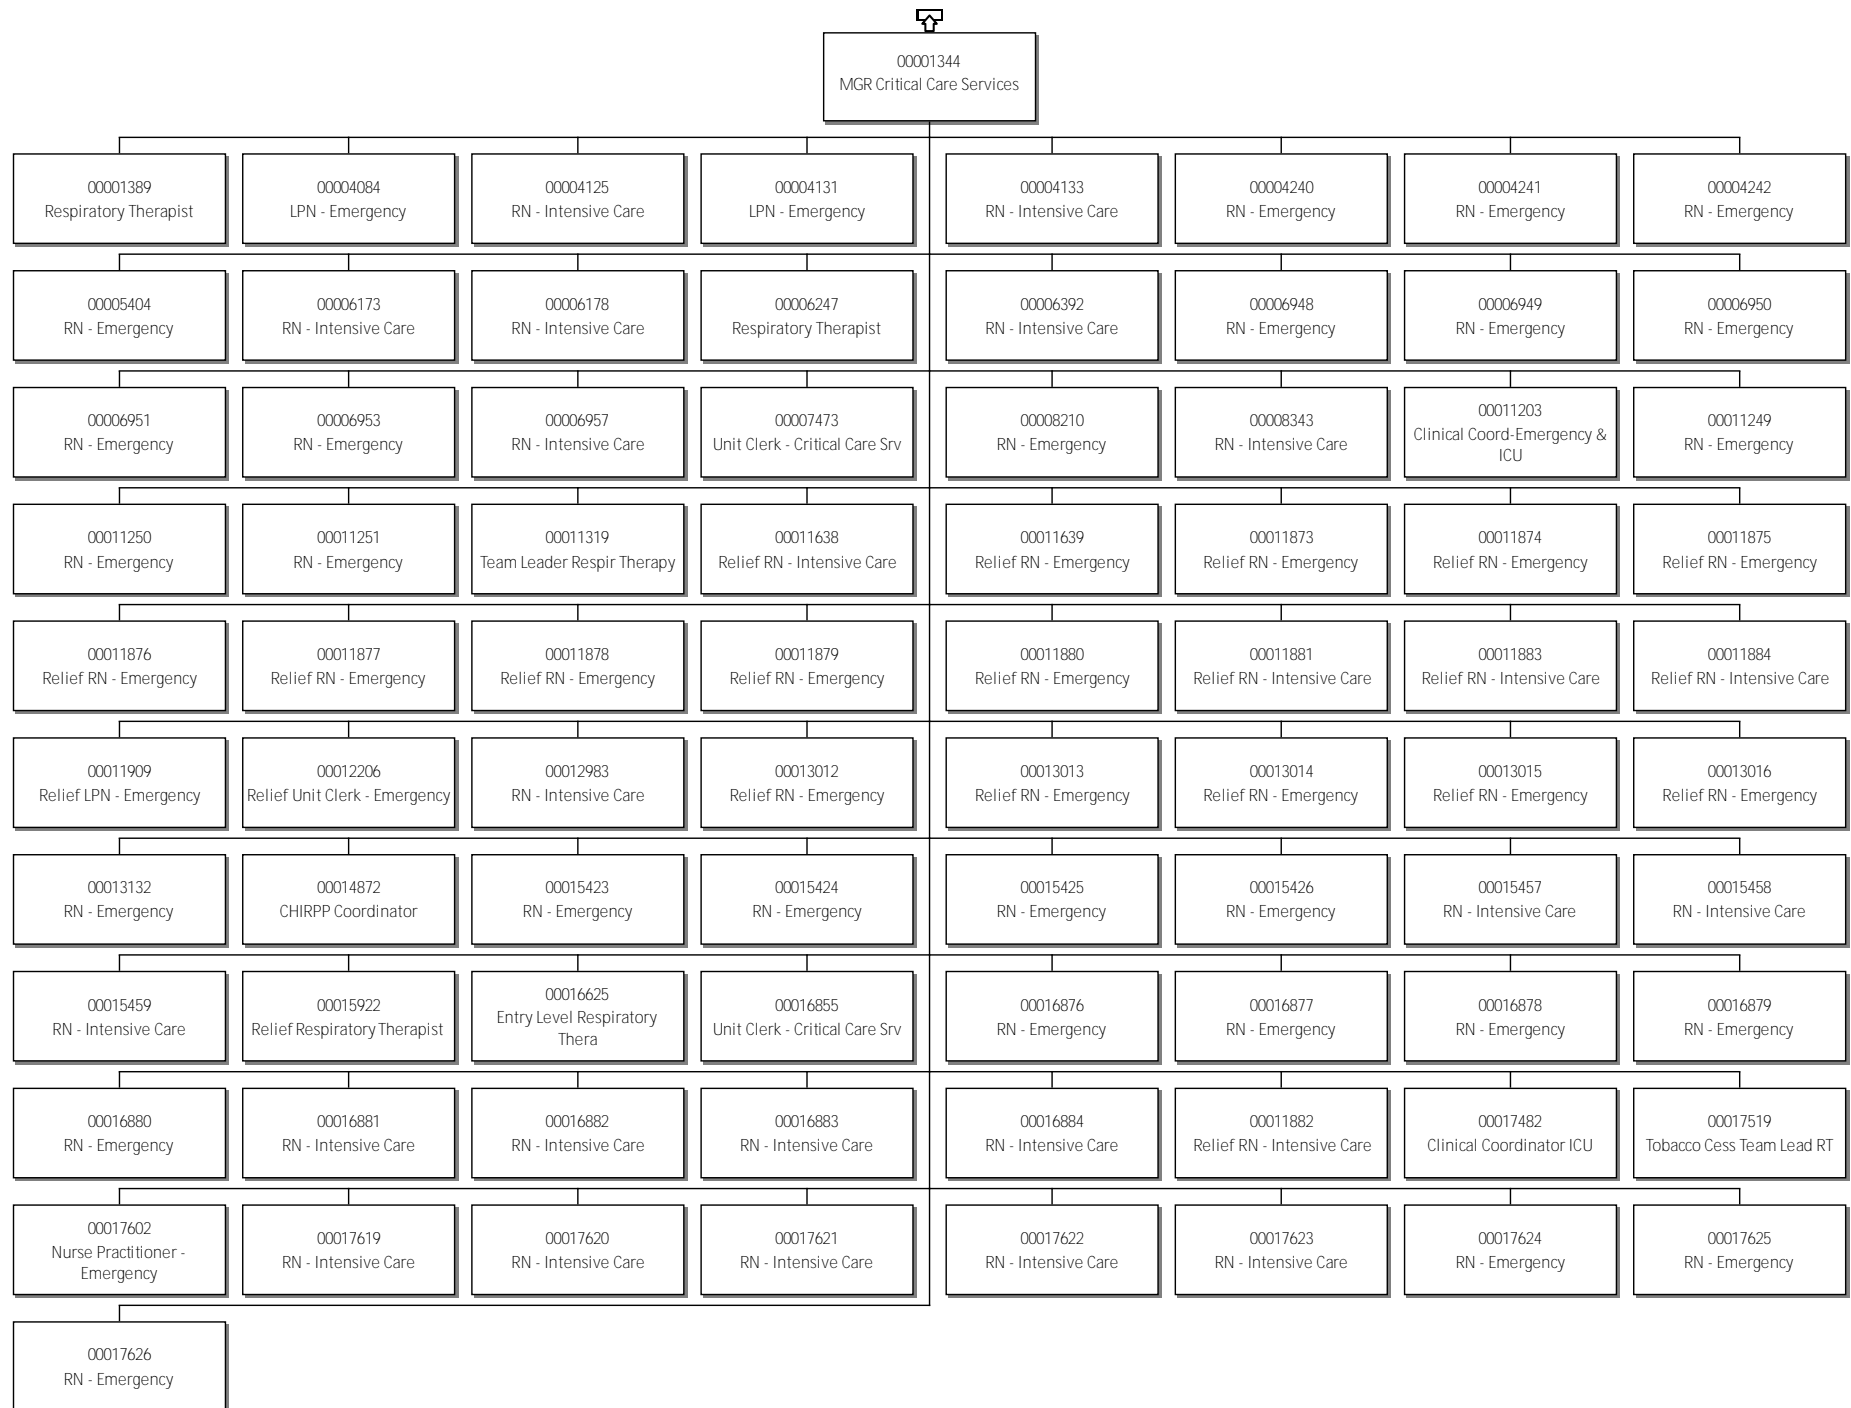 00001344
MGR Critical Care Services
00001389
Respiratory Therapist
00004084
LPN - Emergency
00004125
RN - Intensive Care
00004131
LPN - Emergency
00004133
RN - Intensive Care
00004240
RN - Emergency
00004241
RN - Emergency
00004242
RN - Emergency
00005404
RN - Emergency
00006173
RN - Intensive Care
00006178
RN - Intensive Care
00006247
Respiratory Therapist
00006392
RN - Intensive Care
00006948
RN - Emergency
00006949
RN - Emergency
00006950
RN - Emergency
00006951
RN - Emergency
00006953
RN - Emergency
00006957
RN - Intensive Care
00007473
Unit Clerk - Critical Care Srv
00008210
RN - Emergency
00008343
RN - Intensive Care
00011203
Clinical Coord-Emergency &
ICU
00011249
RN - Emergency
00011250
RN - Emergency
00011251
RN - Emergency
00011319
Team Leader Respir Therapy
00011638
Relief RN - Intensive Care
00011639
Relief RN - Emergency
00011873
Relief RN - Emergency
00011874
Relief RN - Emergency
00011875
Relief RN - Emergency
00011876
Relief RN - Emergency
00011877
Relief RN - Emergency
00011878
Relief RN - Emergency
00011879
Relief RN - Emergency
00011880
Relief RN - Emergency
00011881
Relief RN - Intensive Care
00011883
Relief RN - Intensive Care
00011884
Relief RN - Intensive Care
00011909
Relief LPN - Emergency
00012206
Relief Unit Clerk - Emergency
00012983
RN - Intensive Care
00013012
Relief RN - Emergency
00013013
Relief RN - Emergency
00013014
Relief RN - Emergency
00013015
Relief RN - Emergency
00013016
Relief RN - Emergency
00013132
RN - Emergency
00014872
CHIRPP Coordinator
00015423
RN - Emergency
00015424
RN - Emergency
00015425
RN - Emergency
00015426
RN - Emergency
00015457
RN - Intensive Care
00015458
RN - Intensive Care
00015459
RN - Intensive Care
00015922
Relief Respiratory Therapist
00016625
Entry Level Respiratory
Thera
00016855
Unit Clerk - Critical Care Srv
00016876
RN - Emergency
00016877
RN - Emergency
00016878
RN - Emergency
00016879
RN - Emergency
00016880
RN - Emergency
00016881
RN - Intensive Care
00016882
RN - Intensive Care
00016883
RN - Intensive Care
00016884
RN - Intensive Care
00011882
Relief RN - Intensive Care
00017482
Clinical Coordinator ICU
00017519
Tobacco Cess Team Lead RT
00017602
Nurse Practitioner -
Emergency
00017619
RN - Intensive Care
00017620
RN - Intensive Care
00017621
RN - Intensive Care
00017622
RN - Intensive Care
00017623
RN - Intensive Care
00017624
RN - Emergency
00017625
RN - Emergency
00017626
RN - Emergency